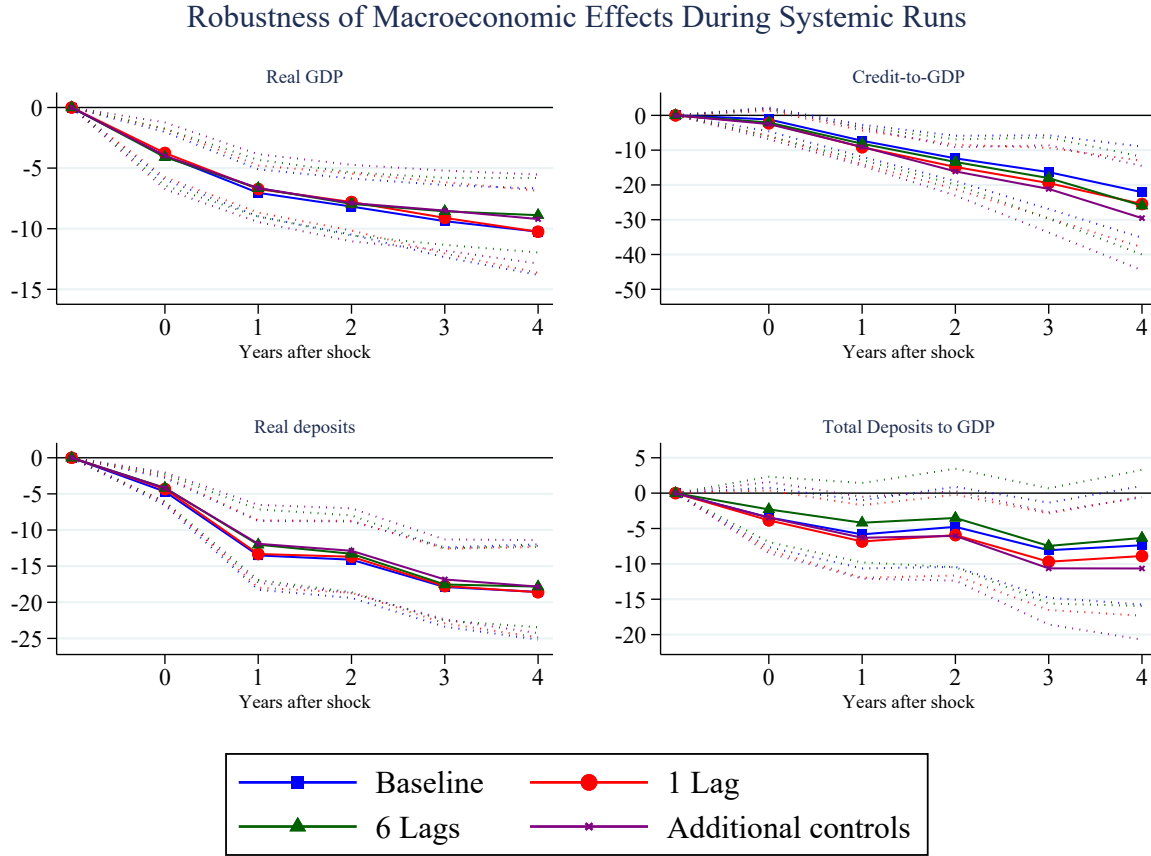 Robustness of Macroeconomic Effects During Systemic Runs
Real GDP
0
-5
-10
-15
0 1 2 3 4
Years after shock
Credit-to-GDP
0
-10
-20
-30
-40
-50
0 1 2 3 4
Years after shock
Real deposits
0
-5
-10
-15
-20
-25
0 1 2 3 4
Years after shock
Total Deposits to GDP
5
0
-5
-10
-15
-20
0 1 2 3 4
Years after shock
Baseline
1 Lag
6 Lags
Additional controls